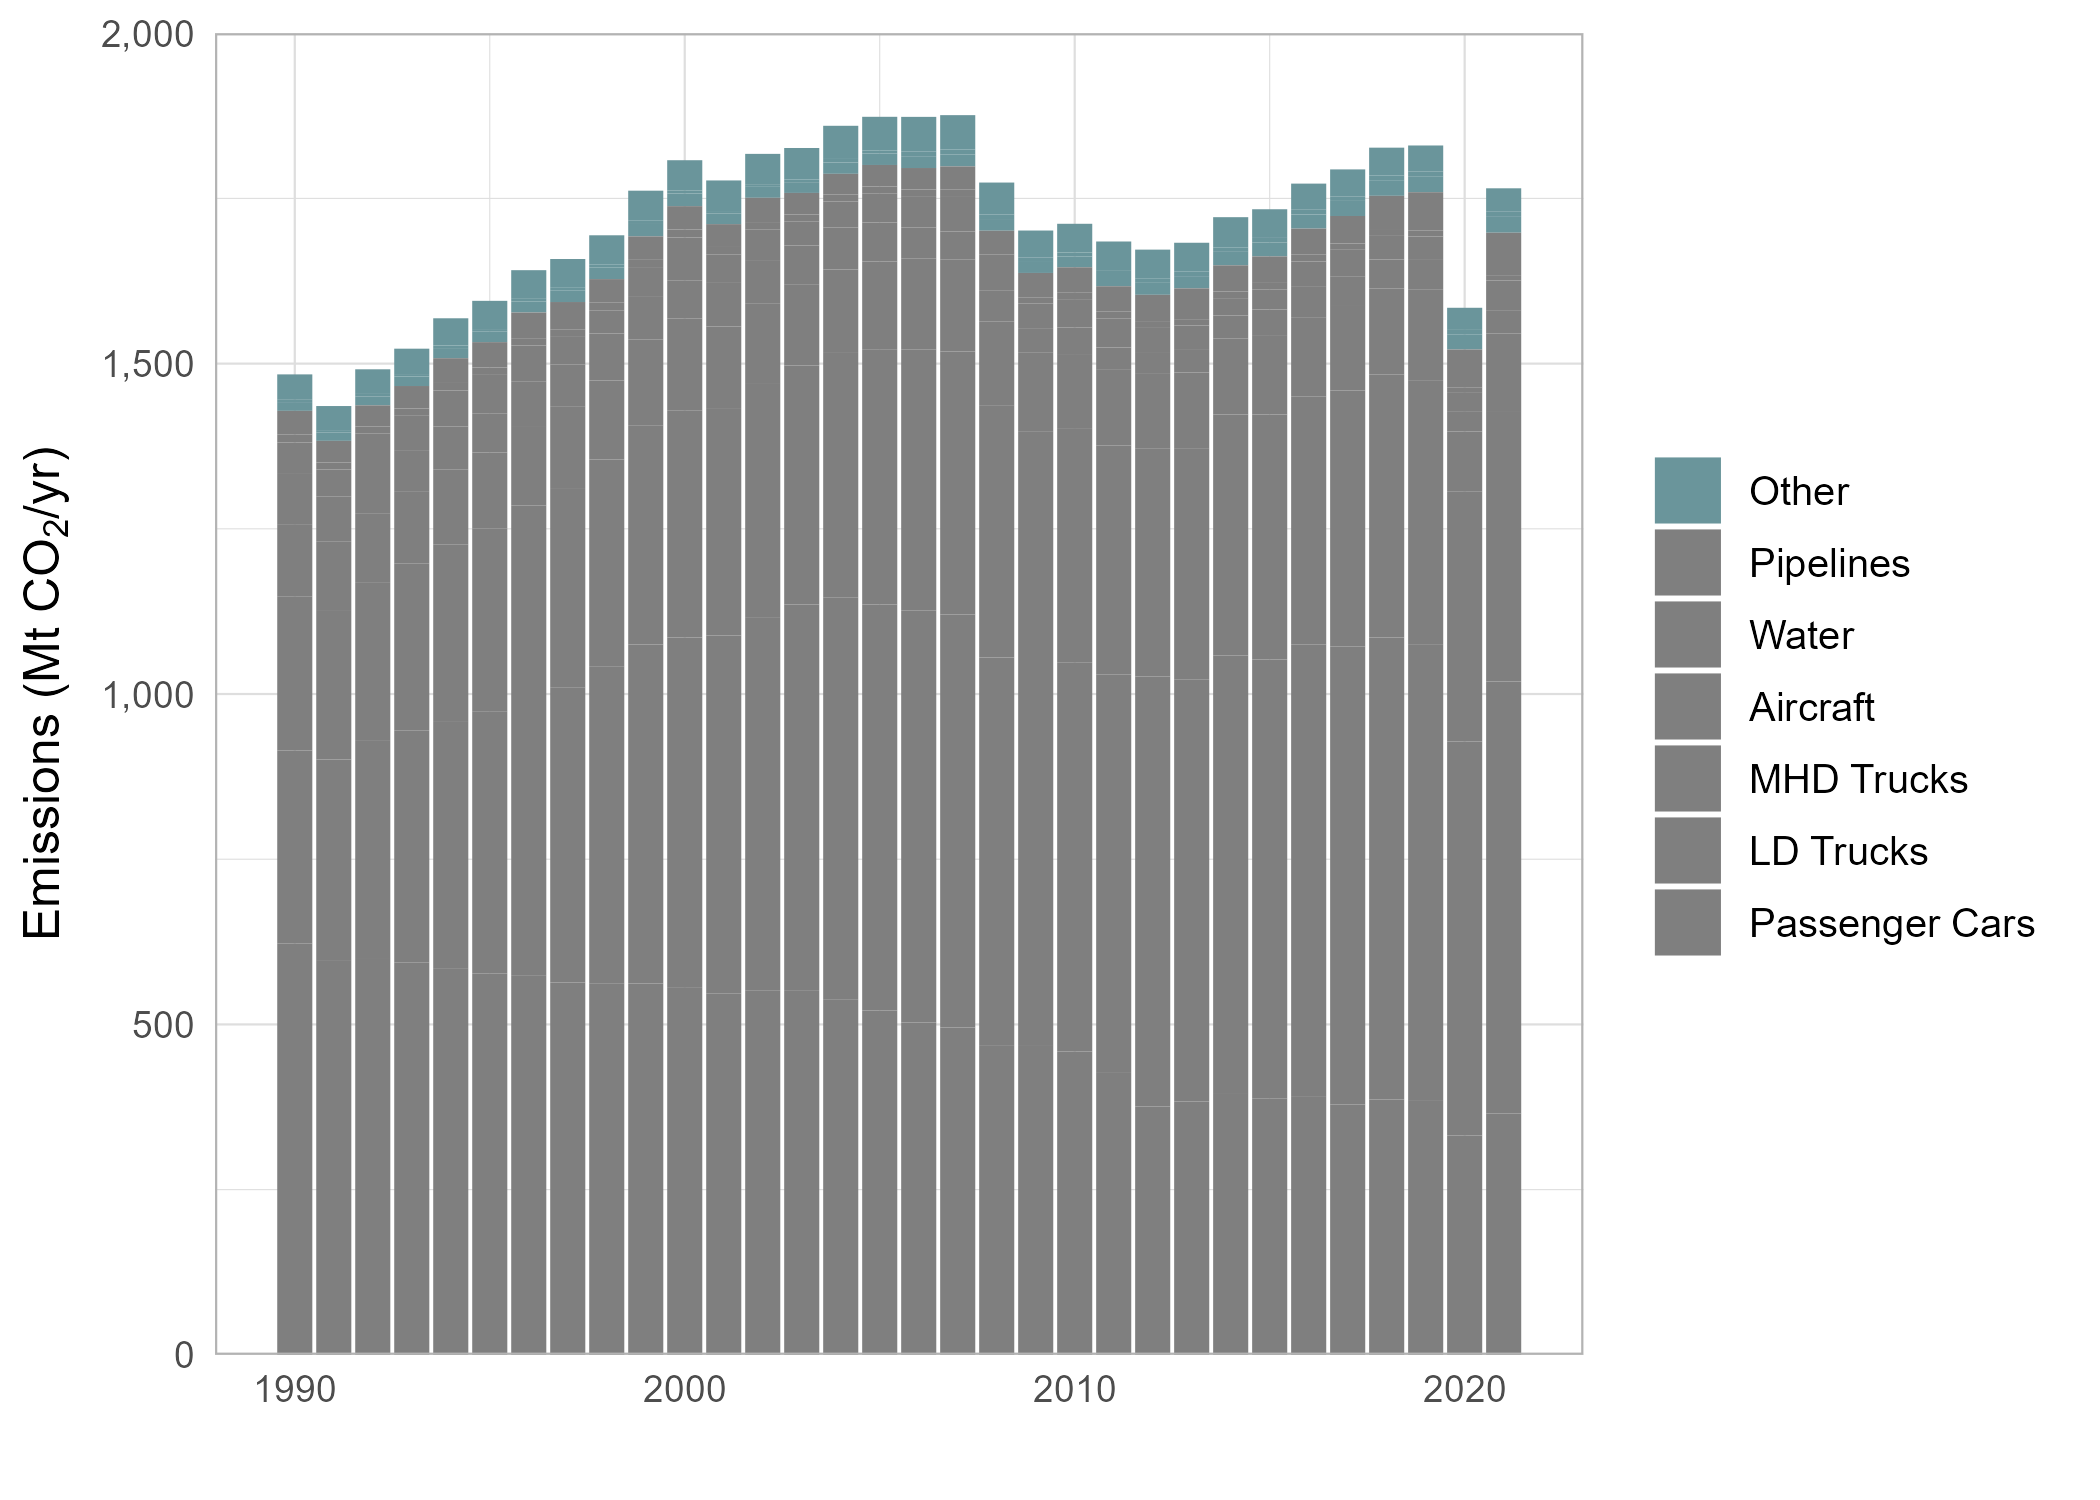 2,000
1,500
1,000
500
0
Emissions (Mt CO₂/yr)
1990
2000
2010
2020
Other
Pipelines
Water
Aircraft
MHD Trucks
LD Trucks
Passenger Cars